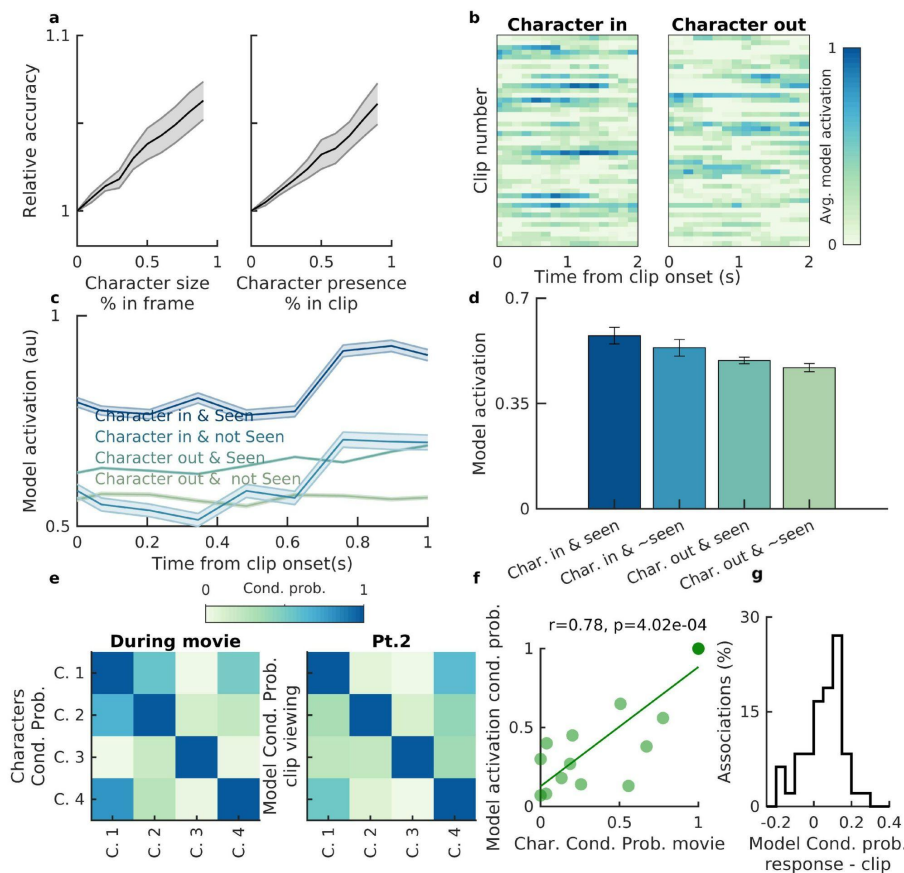 a
1.1
1
Relative accuracy
0
0.5
1
0
0.5
1
Character size
% in frame
Character presence
% in clip
b
Character in
Character out
Clip number
0
1
2
0
1
2
Time from clip onset (s)
1
0
Avg. model activation
c
1
0.5
Model activation (au)
Character in & Seen
Character in & not Seen
Character out & Seen
Character out & not Seen
0
0.2
0.4
0.6
0.8
1
Time from clip onset(s)
d
0.7
0.35
0
Model activation
Char. in & seen
Char. in & ~seen
Char. out & seen
Char. out & ~seen
e
0
Cond. prob.
1
During movie
Characters
Cond. Prob.
C. 1
C. 2
C. 3
C. 4
C. 1
C. 2
C. 3
C. 4
Pt.2
Model Cond. Prob.
clip viewing
C. 1
C. 2
C. 3
C. 4
f
r=0.78, p=4.02e-04
Model activation cond. prob.
1
0.5
0
0
0.5
1
Char. Cond. Prob. movie
g
Associations (%)
30
15
0
-0.2
0
0.2
0.4
Model Cond. prob.
response - clip